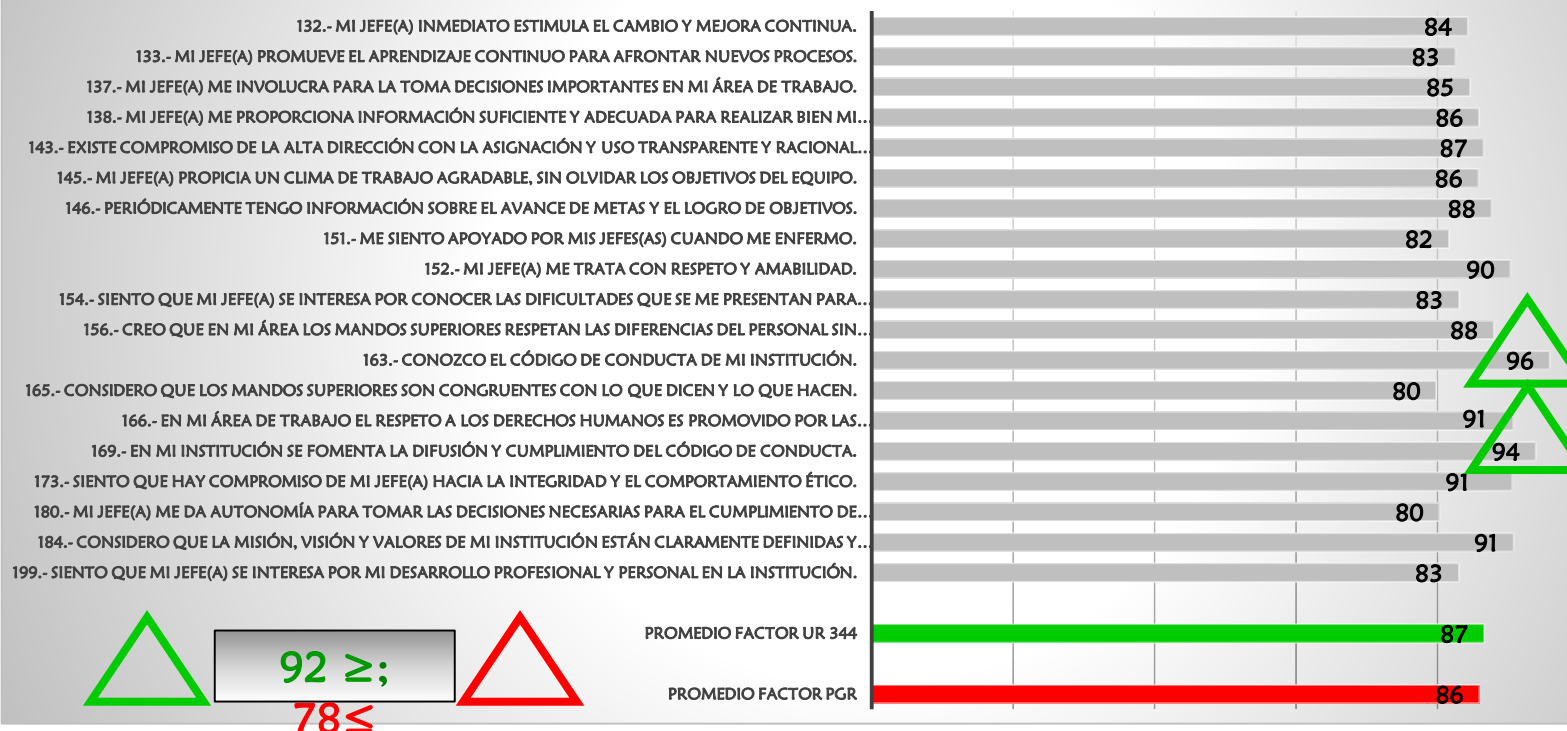 132.- MI JEFE(A) INMEDIATO ESTIMULA EL CAMBIO Y MEJORA CONTINUA. 84
133.- MI JEFE(A) PROMUEVE EL APRENDIZAJE CONTINUO PARA AFRONTAR NUEVOS PROCESOS. 83
137.- MI JEFE(A) ME INVOLUCRA PARA LA TOMA DECISIONES IMPORTANTES EN MI ÁREA DE TRABAJO. 85
138.- MI JEFE(A) ME PROPORCIONA INFORMACIÓN SUFICIENTE Y ADECUADA PARA REALIZAR BIEN MI... 86
143.- EXISTE COMPROMISO DE LA ALTA DIRECCIÓN CON LA ASIGNACIÓN Y USO TRANSPARENTE Y RACIONAL... 87
145.- MI JEFE(A) PROPICIA UN CLIMA DE TRABAJO AGRADABLE, SIN OLVIDAR LOS OBJETIVOS DEL EQUIPO. 86
146.- PERIÓDICAMENTE TENGO INFORMACIÓN SOBRE EL AVANCE DE METAS Y EL LOGRO DE OBJETIVOS. 88
151.- ME SIENTO APOYADO POR MIS JEFES(AS) CUANDO ME ENFERMO. 82
152.- MI JEFE(A) ME TRATA CON RESPETO Y AMABILIDAD. 90
154.- SIENTO QUE MI JEFE(A) SE INTERESA POR CONOCER LAS DIFICULTADES QUE SE ME PRESENTAN PARA... 83
156.- CREO QUE EN MI ÁREA LOS MANDOS SUPERIORES RESPETAN LAS DIFERENCIAS DEL PERSONAL SIN... 88
163.- CONOZCO EL CÓDIGO DE CONDUCTA DE MI INSTITUCIÓN. 96
165.- CONSIDERO QUE LOS MANDOS SUPERIORES SON CONGRUENTES CON LO QUE DICEN Y LO QUE HACEN. 80
166.- EN MI ÁREA DE TRABAJO EL RESPETO A LOS DERECHOS HUMANOS ES PROMOVIDO POR LAS... 91
169.- EN MI INSTITUCIÓN SE FOMENTA LA DIFUSIÓN Y CUMPLIMIENTO DEL CÓDIGO DE CONDUCTA. 94
173.- SIENTO QUE HAY COMPROMISO DE MI JEFE(A) HACIA LA INTEGRIDAD Y EL COMPORTAMIENTO ÉTICO. 91
180.- MI JEFE(A) ME DA AUTONOMÍA PARA TOMAR LAS DECISIONES NECESARIAS PARA EL CUMPLIMIENTO DE... 80
184.- CONSIDERO QUE LA MISIÓN, VISIÓN Y VALORES DE MI INSTITUCIÓN ESTÁN CLARAMENTE DEFINIDAS Y... 91
199.- SIENTO QUE MI JEFE(A) SE INTERESA POR MI DESARROLLO PROFESIONAL Y PERSONAL EN LA INSTITUCIÓN. 83
PROMEDIO FACTOR UR 344 87
PROMEDIO FACTOR PGR 86
92 ≥;
78≤